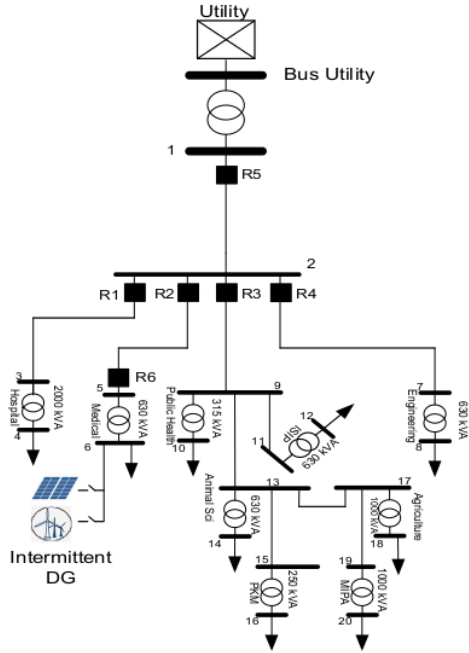 Utility
Bus Utility
1
R5
2
R1
R2
R3
R4
R6
3
2000 kVA
Hospital
4
5
630 kVA
Medical
6
9
315 kVA
Public Health
10
12
ISIP
630 kVA
11
7
630 kVA
Engineering
8
13
630 kVA
Animal Sci
14
17
Agriculture
1000 kVA
18
15
250 kVA
PKM
16
19
1000 kVA
MIPA
20
Intermittent
DG